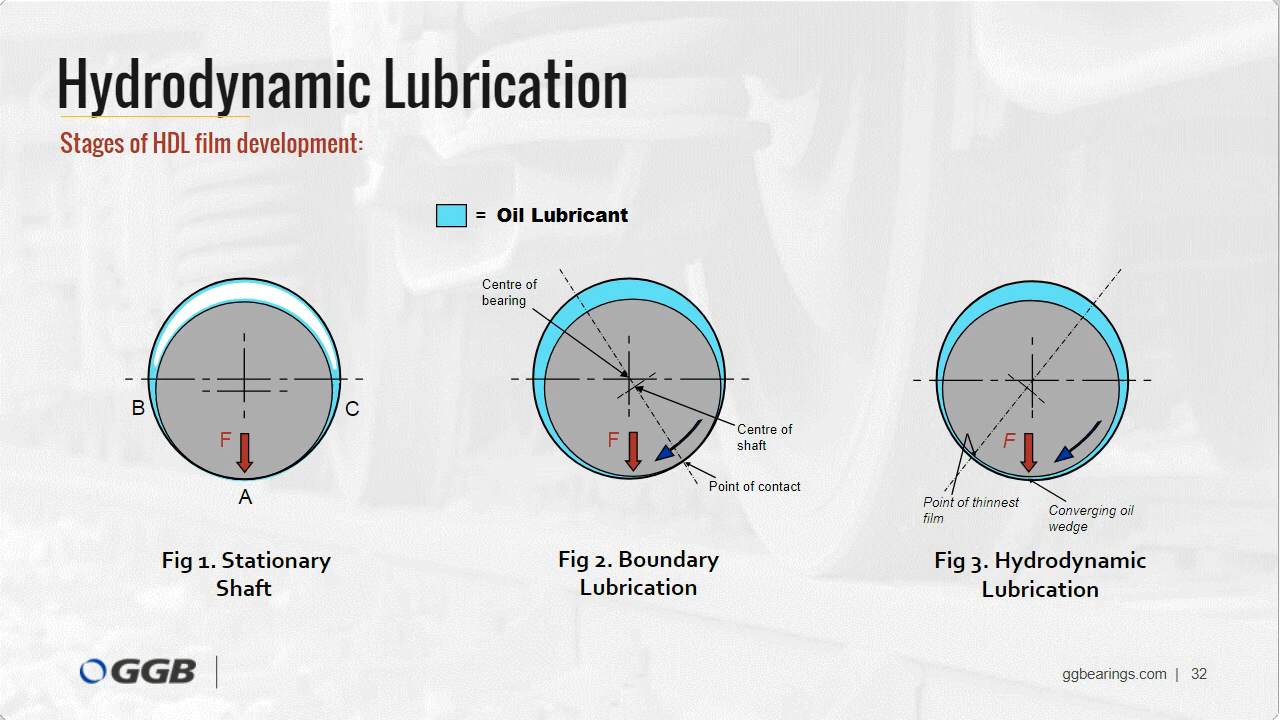 Hydrodynamic Lubrication
Stages of HDL film development:
= Oil Lubricant
B
C
F
A
Fig 1. Stationary
Shaft
Centre of
bearing
F
Centre of
shaft
Point of contact
Fig 2. Boundary
Lubrication
F
Point of thinnest
film
Converging oil
wedge
Fig 3. Hydrodynamic
Lubrication
GGB
ggbearings.com | 32